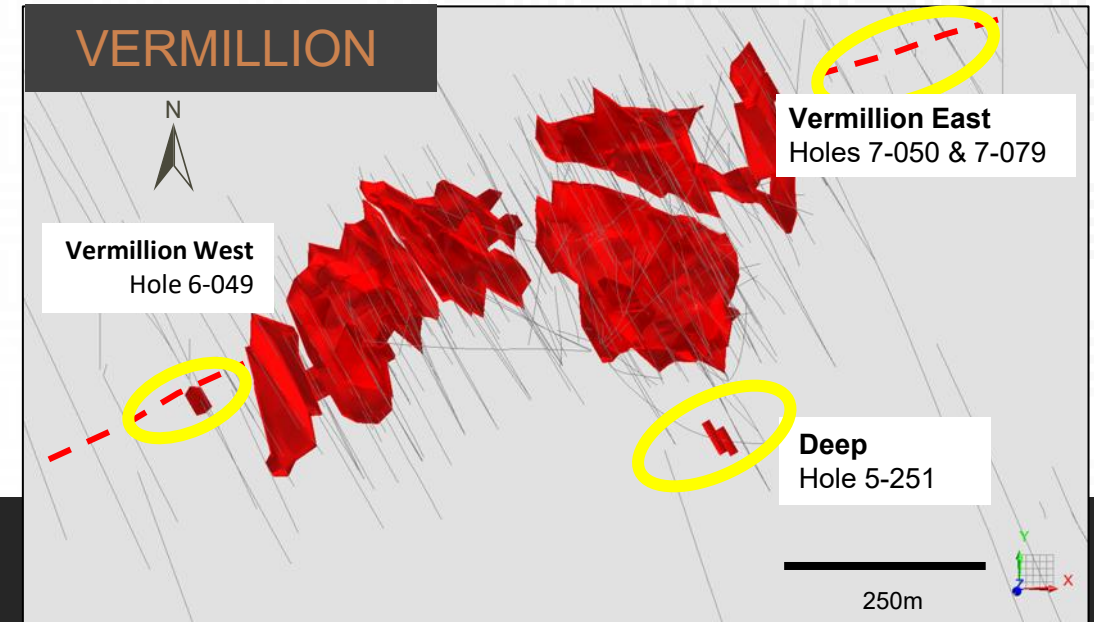 VERMILLION
N
Vermillion East
Holes 7-050 & 7-079
Vermillion West
Hole 6-049
Deep
Hole 5-251
250m
Y
Z
X